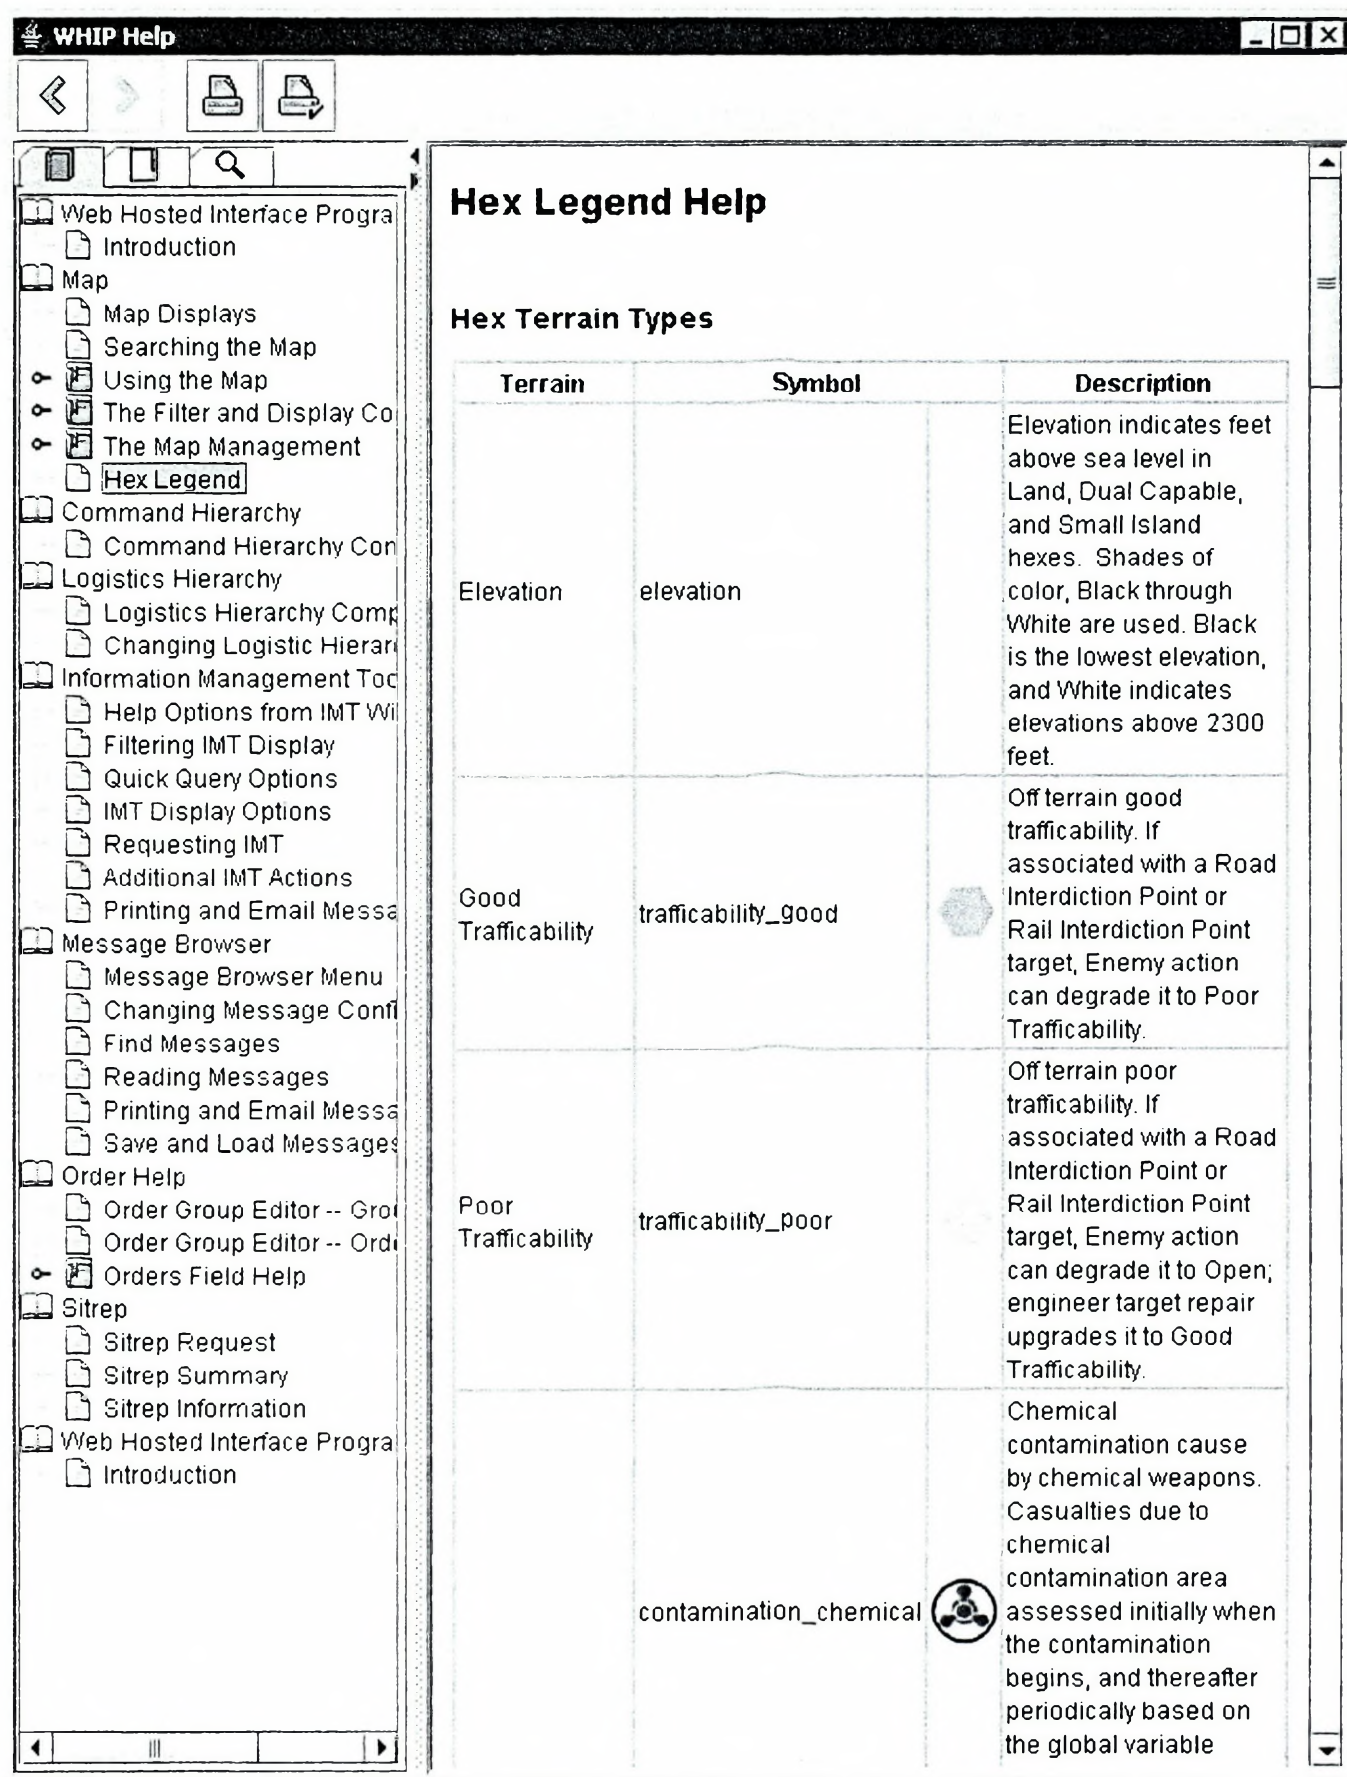 WHIP Help
Web Hosted Interface Progra
Introduction
Map
Map Displays
Searching the Map
Using the Map
The Filter and Display Co
The Map Management
Hex Legend
Command Hierarchy
Command Hierarchy Con
Logistics Hierarchy
Logistics Hierarchy Comp
Changing Logistic Hierar
Information Management Too
Help Options from IMT Wi
Filtering IMT Display
Quick Query Options
IMT Display Options
Requesting IMT
Additional IMT Actions
Printing and Email Messa
Message Browser
Message Browser Menu
Changing Message Confi
Find Messages
Reading Messages
Printing and Email Messa
Save and Load Messages
Order Help
Order Group Editor -- Grou
Order Group Editor -- Orde
Orders Field Help
Sitrep
Sitrep Request
Sitrep Summary
Sitrep Information
Web Hosted Interface Progra
Introduction
Hex Legend Help
Hex Terrain Types
Terrain
Symbol
Description
Elevation
elevation
Elevation indicates feet
above sea level in
Land, Dual Capable,
and Small Island
hexes. Shades of
color, Black through
White are used. Black
is the lowest elevation,
and White indicates
elevations above 2300
feet.
Good
Trafficability
trafficability_good
Off terrain good
trafficability. If
associated with a Road
Interdiction Point or
Rail Interdiction Point
target, Enemy action
can degrade it to Poor
Trafficability.
Poor
Trafficability
trafficability_poor
Off terrain poor
trafficability. If
associated with a Road
Interdiction Point or
Rail Interdiction Point
target, Enemy action
can degrade it to Open;
engineer target repair
upgrades it to Good
Trafficability.
contamination_chemical
Chemical
contamination cause
by chemical weapons.
Casualties due to
chemical
contamination area
assessed initially when
the contamination
begins, and thereafter
periodically based on
the global variable